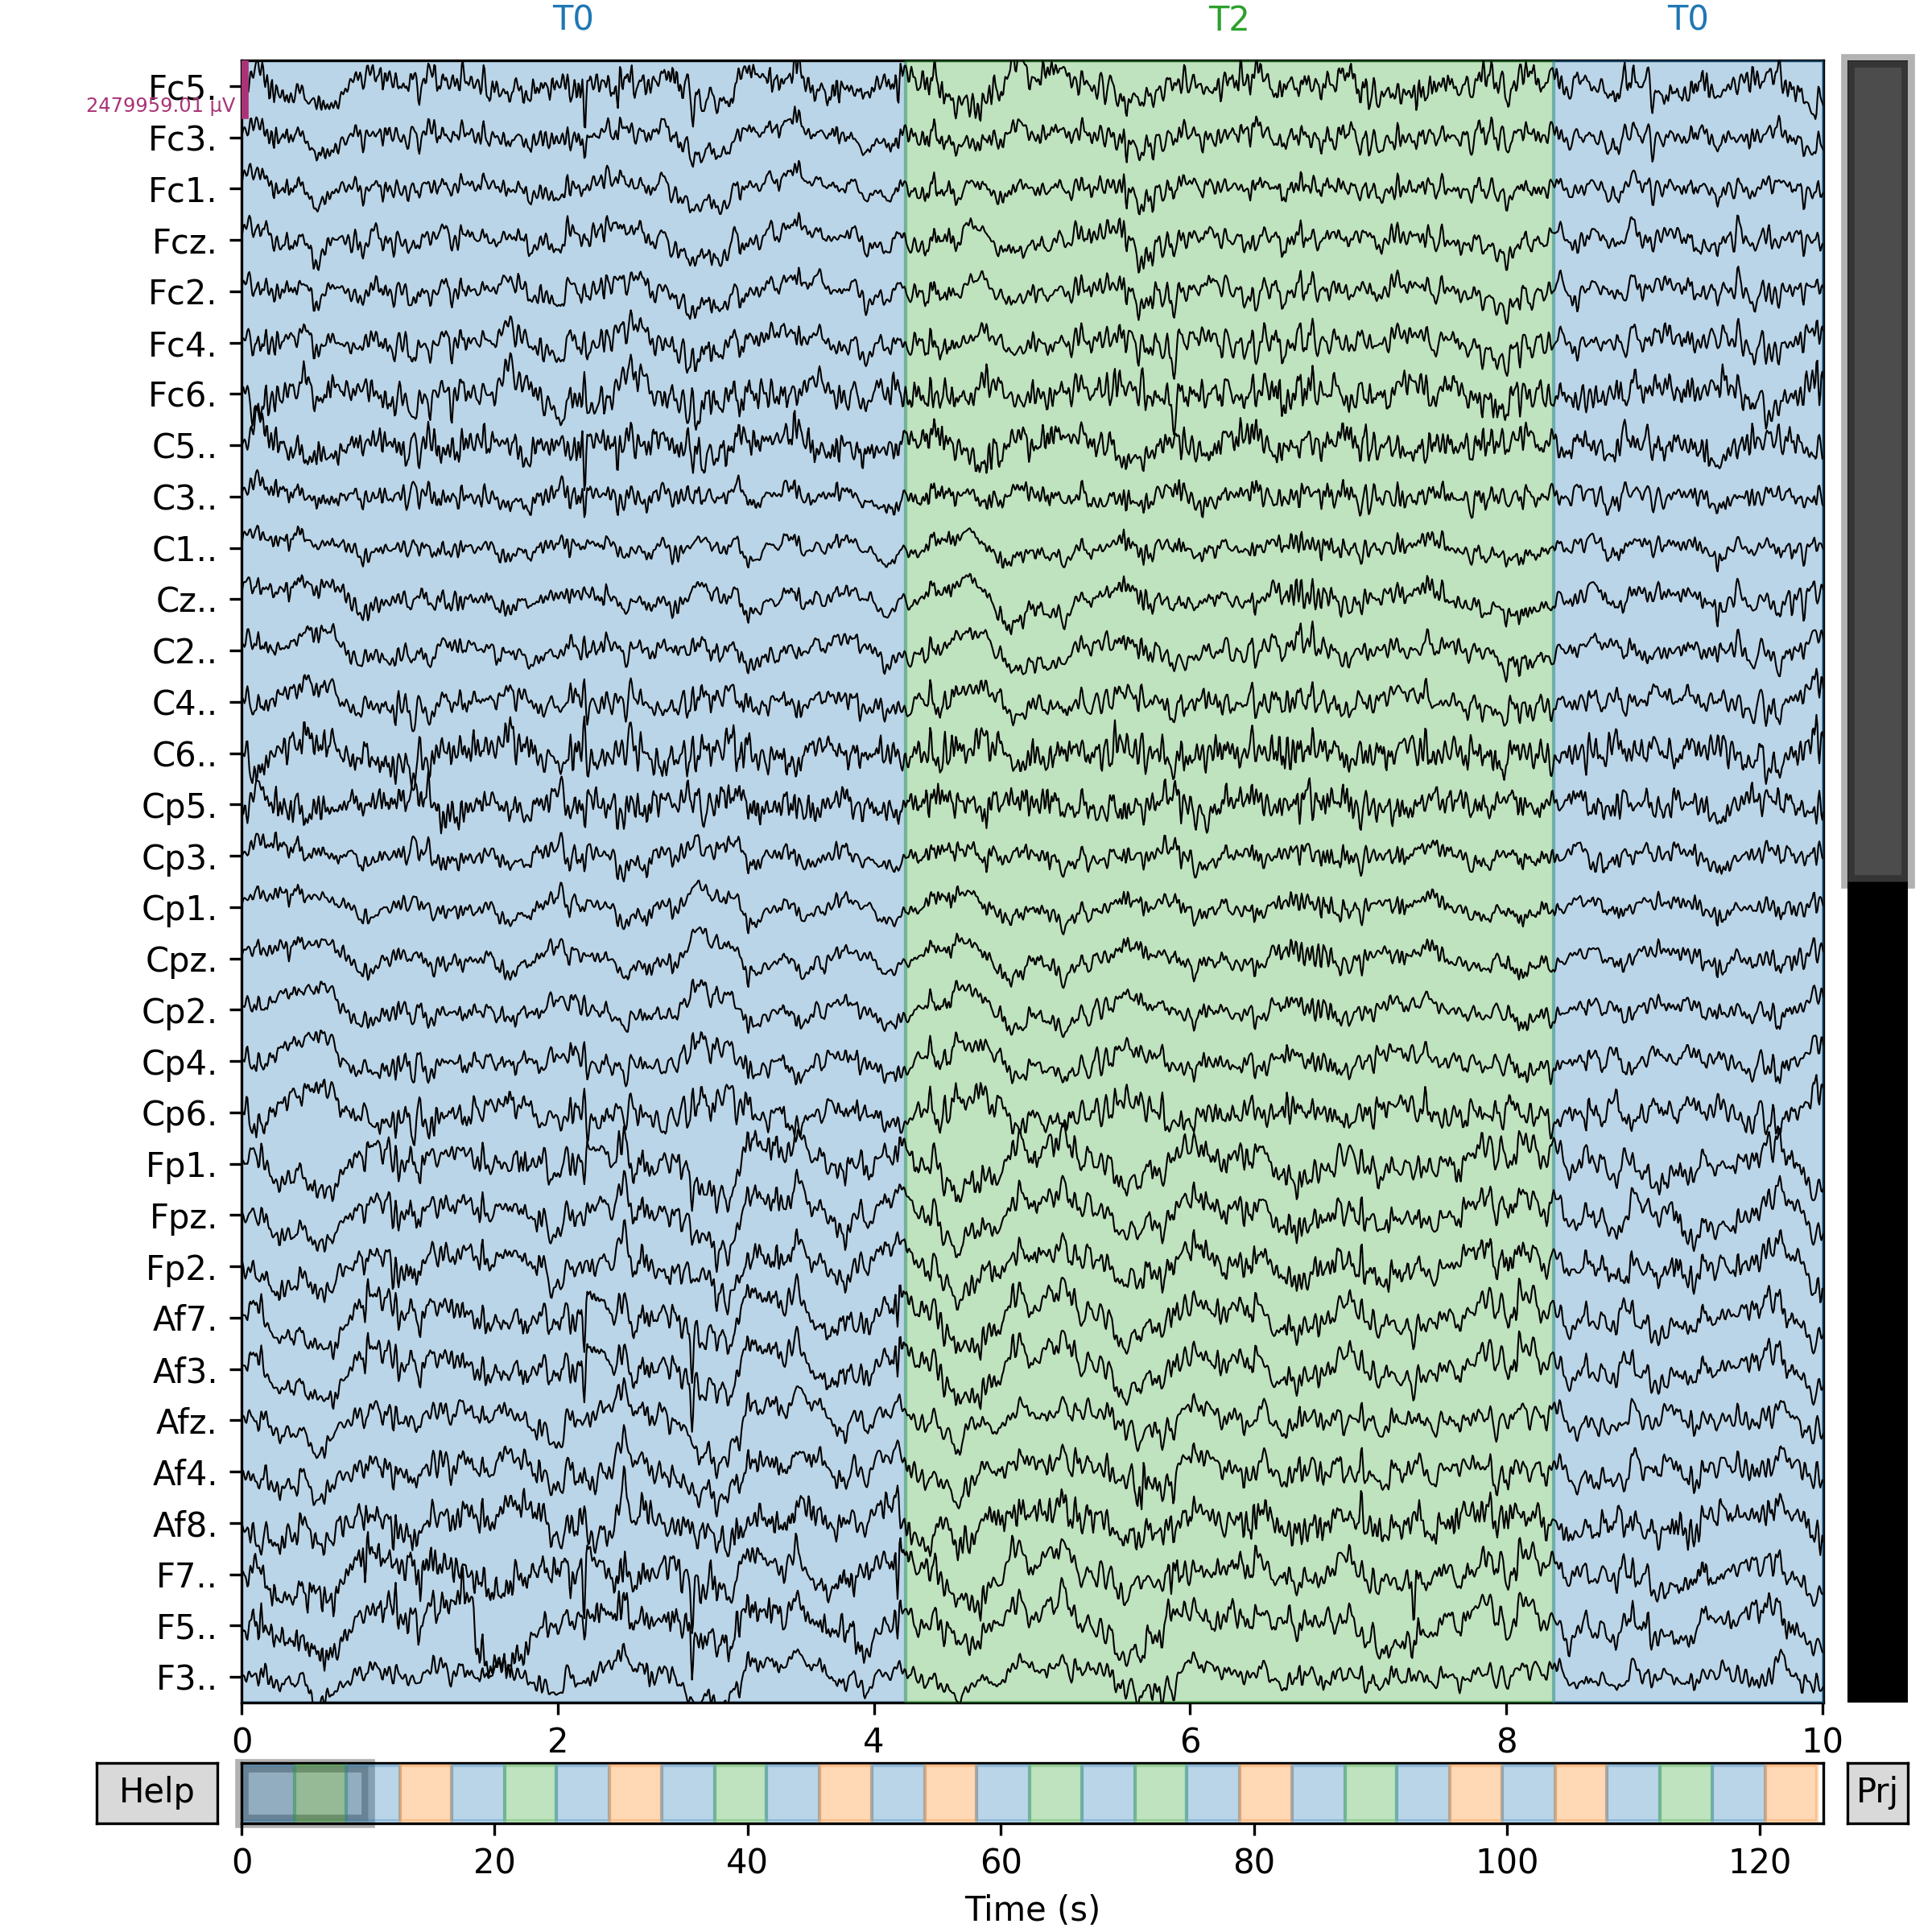 T0 T2 T0
Fc5.
2479959.01 µV
Fc3.
Fc1.
Fcz.
Fc2.
Fc4.
Fc6.
C5..
C3..
C1..
Cz..
C2..
C4..
C6..
Cp5.
Cp3.
Cp1.
Cpz.
Cp2.
Cp4.
Cp6.
Fp1.
Fpz.
Fp2.
Af7.
Af3.
Afz.
Af4.
Af8.
F7..
F5..
F3..
0 2 4 6 8 10
Help Prj
0 20 40 60 80 100 120
Time (s)